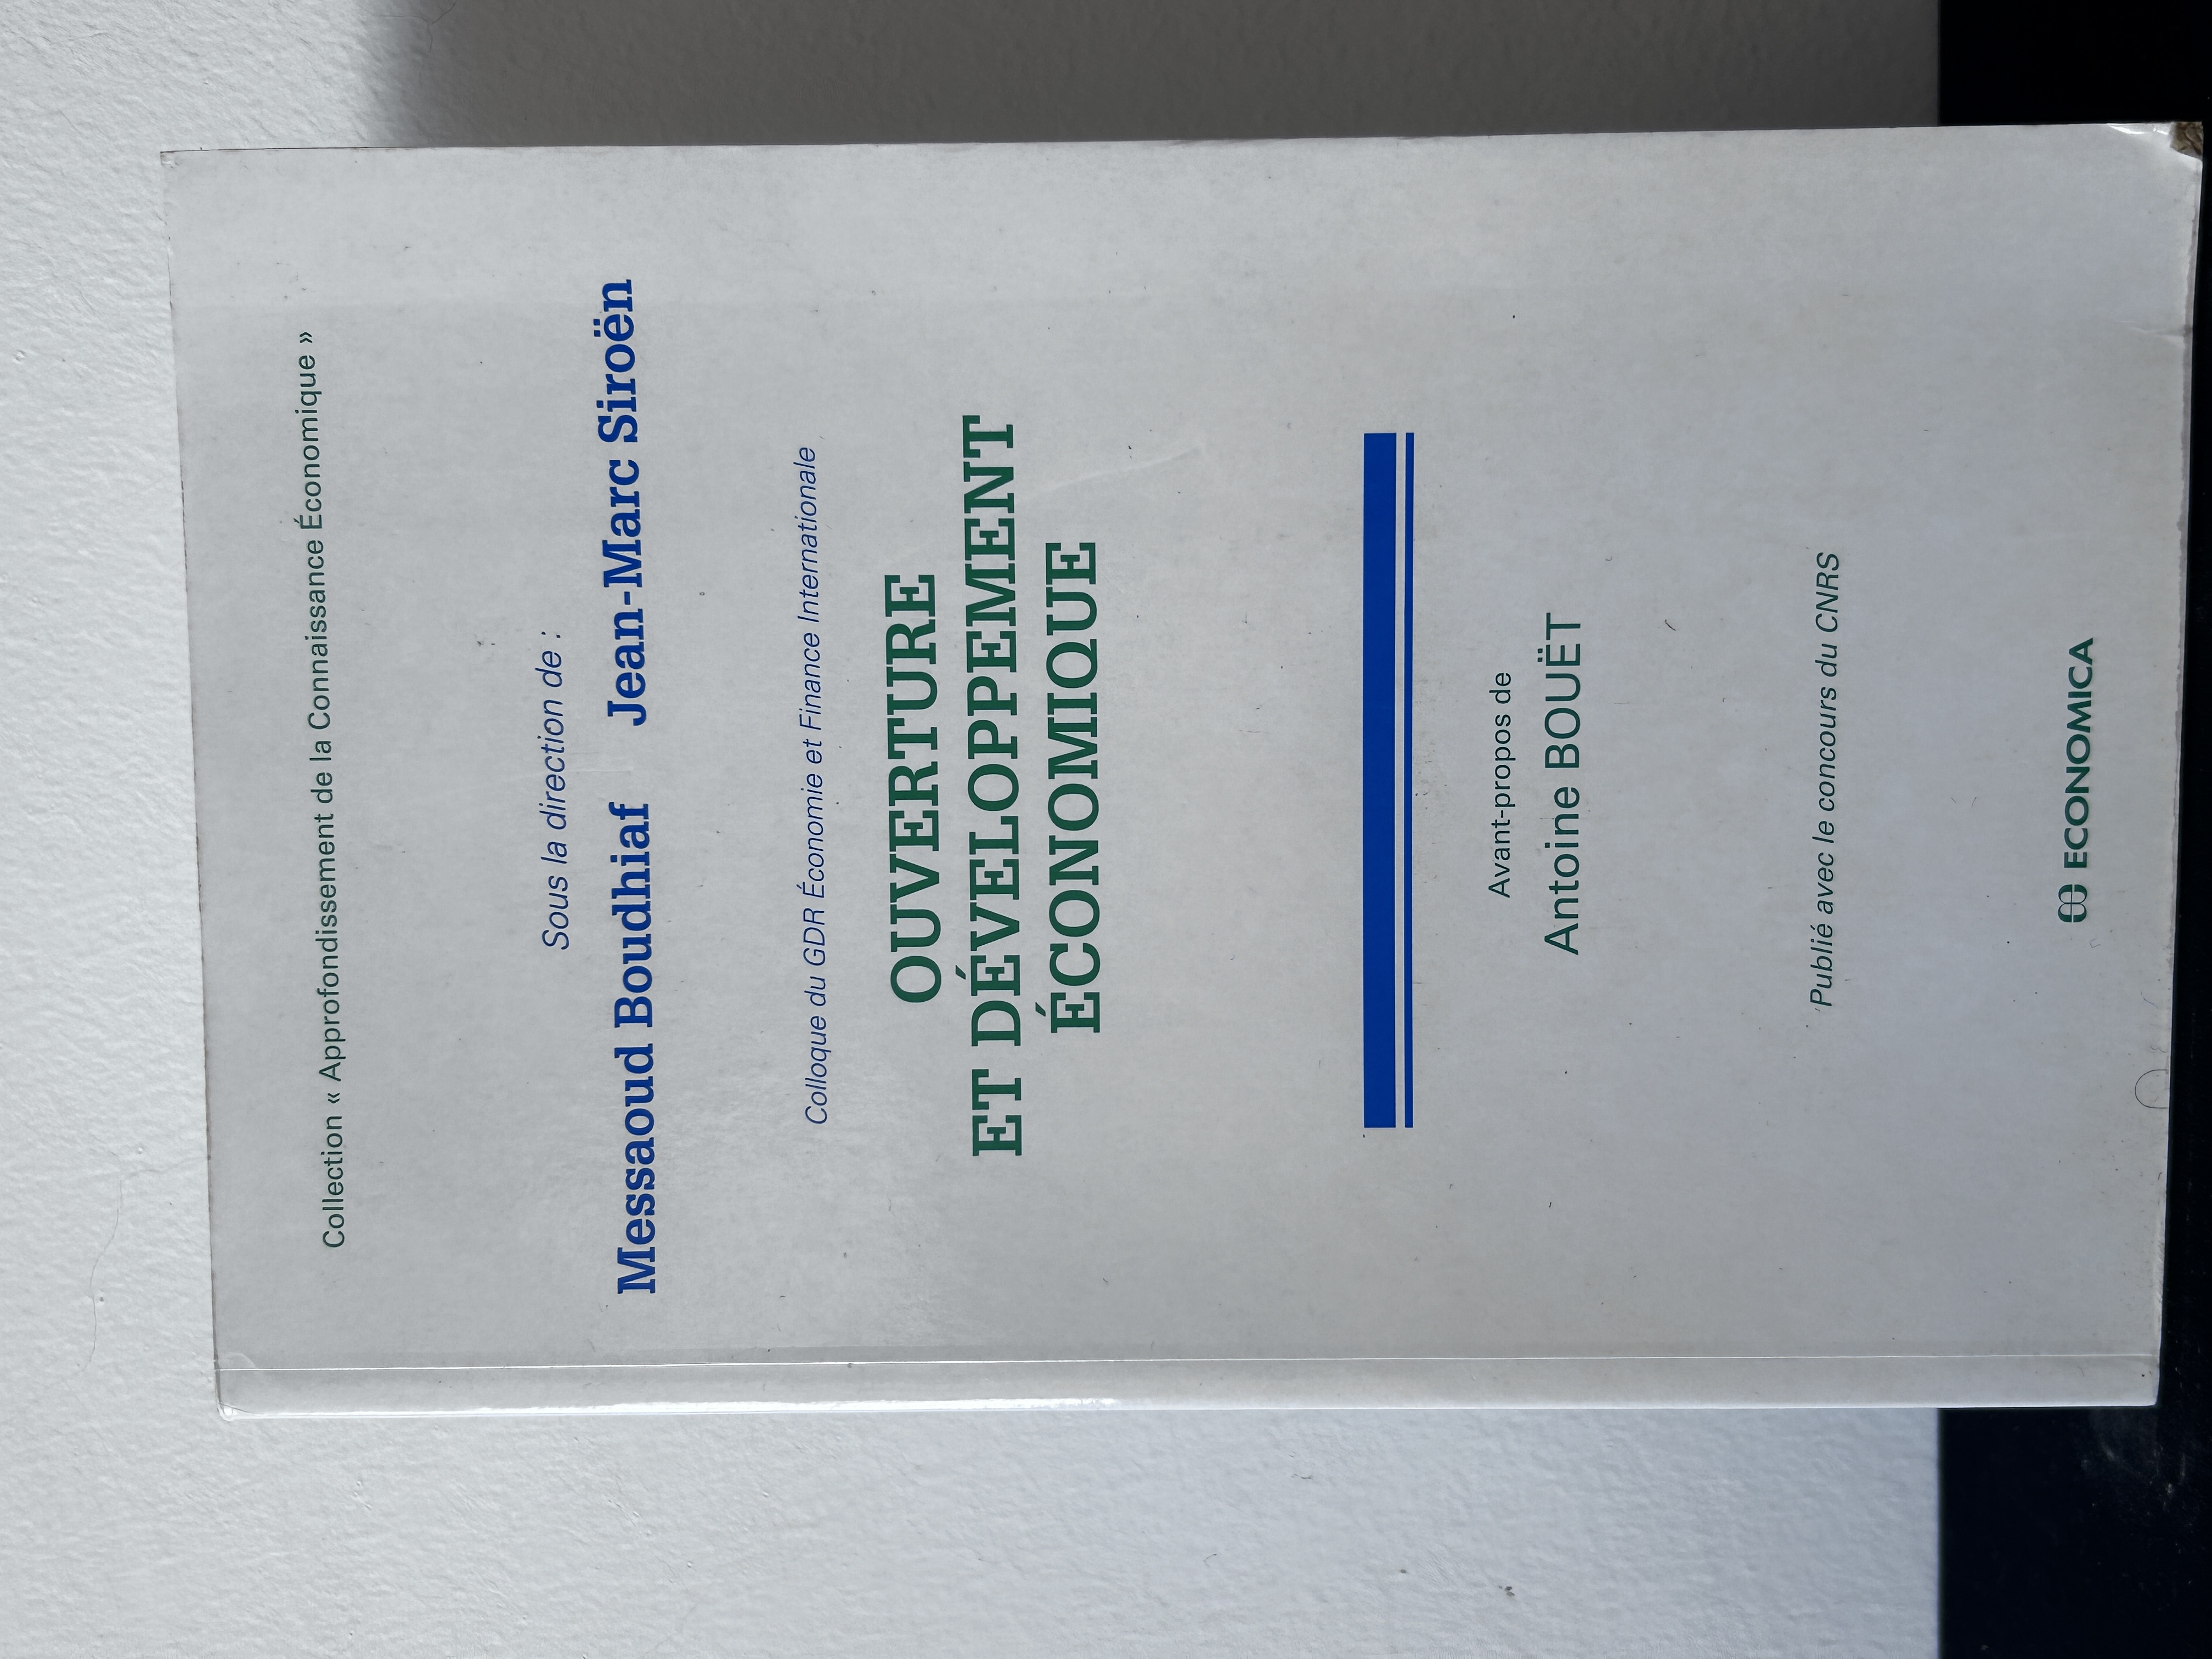 Collection « Approfondissement de la Connaissance Économique »
Sous la direction de :
Messaoud Boudhiaf Jean-Marc Siroën
Colloque du GDR Économie et Finance Internationale
OUVERTURE
ET DÉVELOPPEMENT
ÉCONOMIQUE
Avant-propos de
Antoine BOUËT
Publié avec le concours du CNRS
ECONOMICA